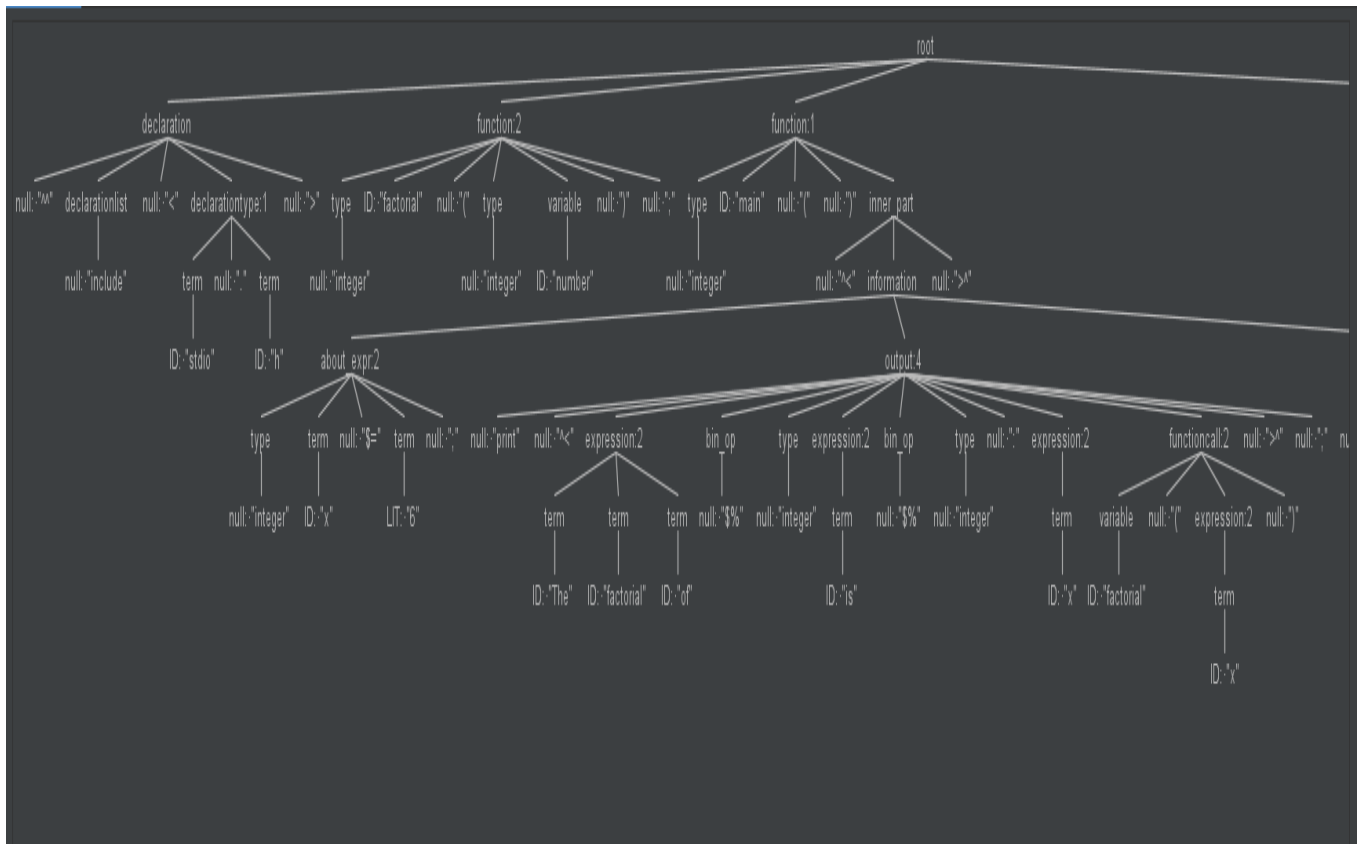 root
declaration function:2 function:1
null:·"^^" declarationlist null:·"<" declarationtype:1 null:·">" type ID:·"factorial" null:·"(" type variable null:·")" null:·";" type ID:·"main" null:·"(" null:·")" inner_part
null:·"include" term null:·"." term null:·"integer" null:·"integer" ID:·"number" null:·"integer" null:·"^<" information null:·">^"
ID:·"stdio" ID:·"h" about_expr:2 output:4
type term null:·"$=" term null:·";" null:·"print" null:·"^<" expression:2 bin_op type expression:2 bin_op type null:·":" expression:2 functioncall:2 null:·">^" null:·";"
null:·"integer" ID:·"x" LIT:·"6" term term term null:·"$%" null:·"integer" term null:·"$%" null:·"integer" term variable null:·"(" expression:2 null:·")"
ID:·"The" ID:·"factorial" ID:·"of" ID:·"is" ID:·"x" ID:·"factorial" term
ID:·"x"